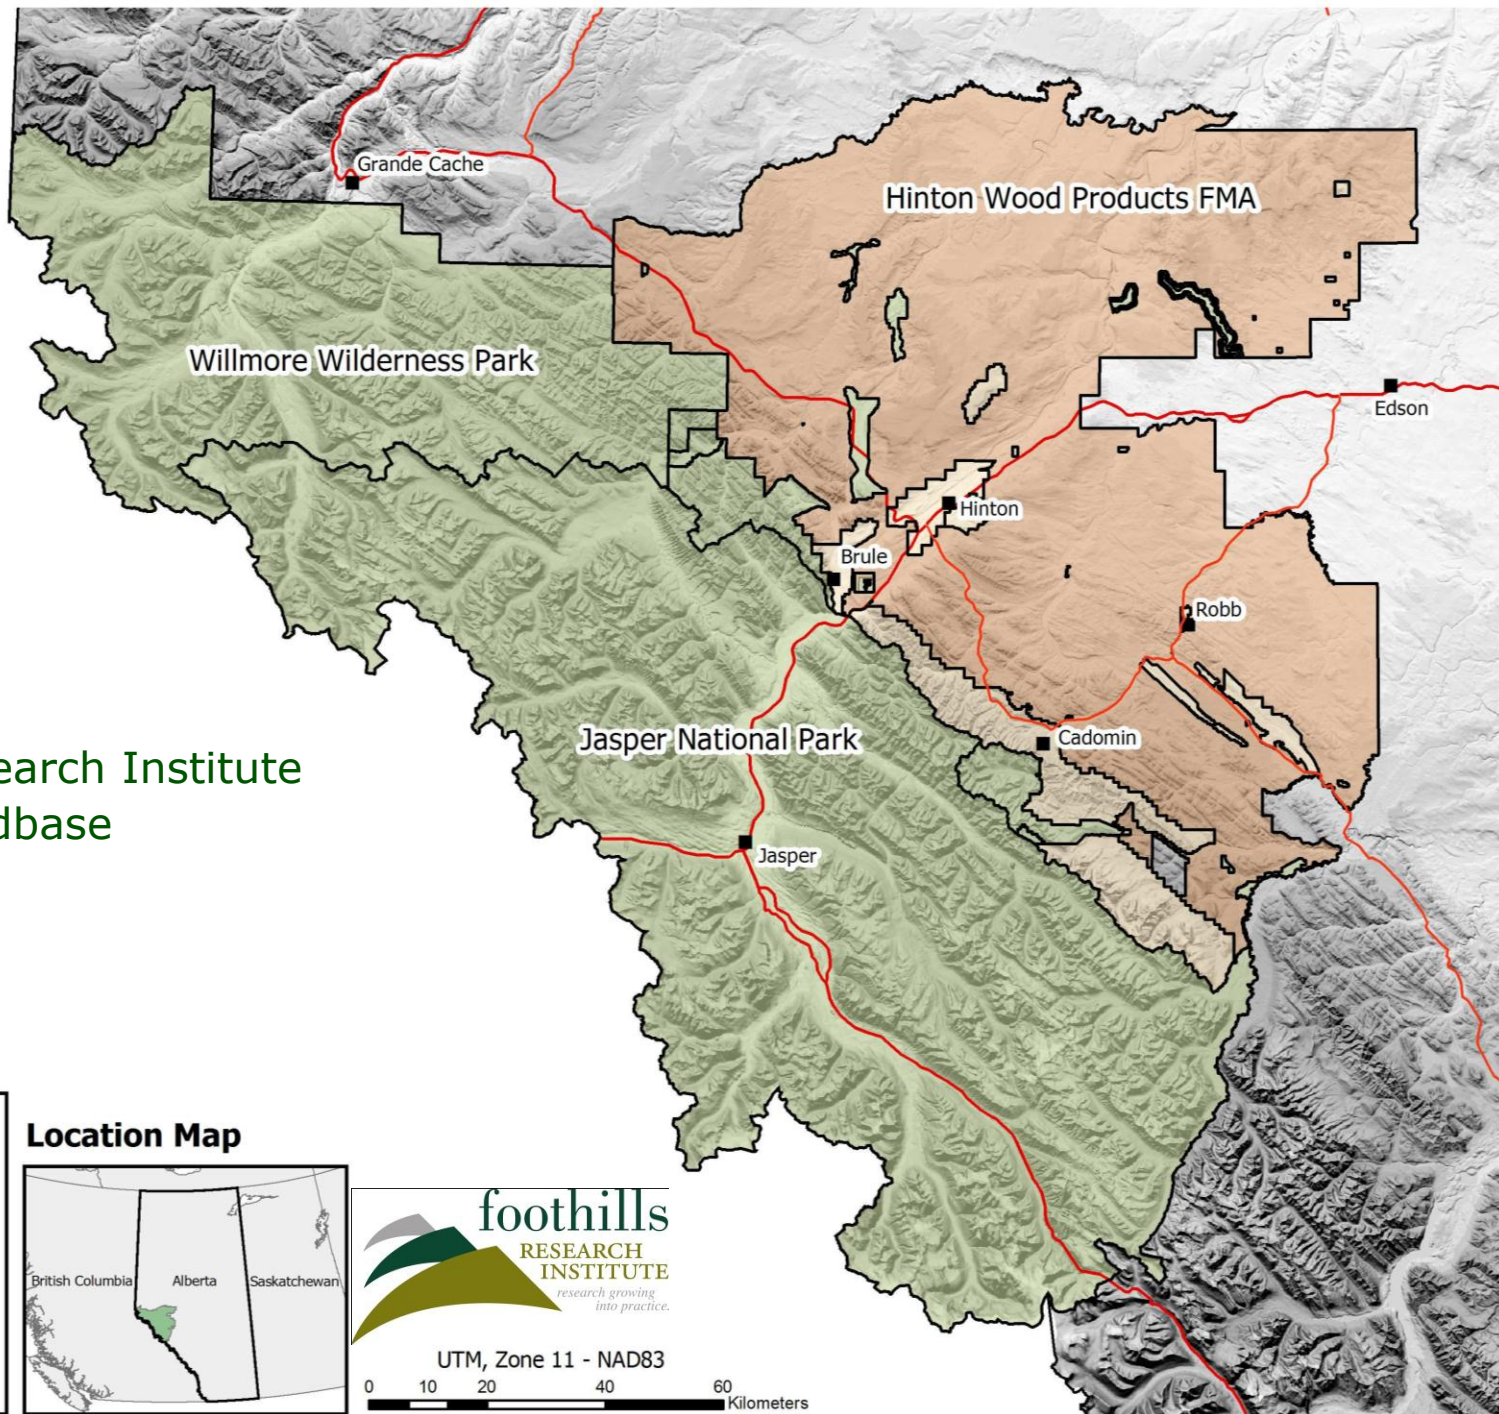 Grande Cache
Hinton Wood Products FMA
Willmore Wilderness Park
Edson
Hinton
Brule
Robb
Jasper National Park
Cadomin
earch Institute
dbase
Jasper
Location Map
British Columbia
Alberta
Saskatchewan
foothills
RESEARCH
INSTITUTE
research growing
into practice.
UTM, Zone 11 - NAD83
0 10 20 40 60
Kilometers